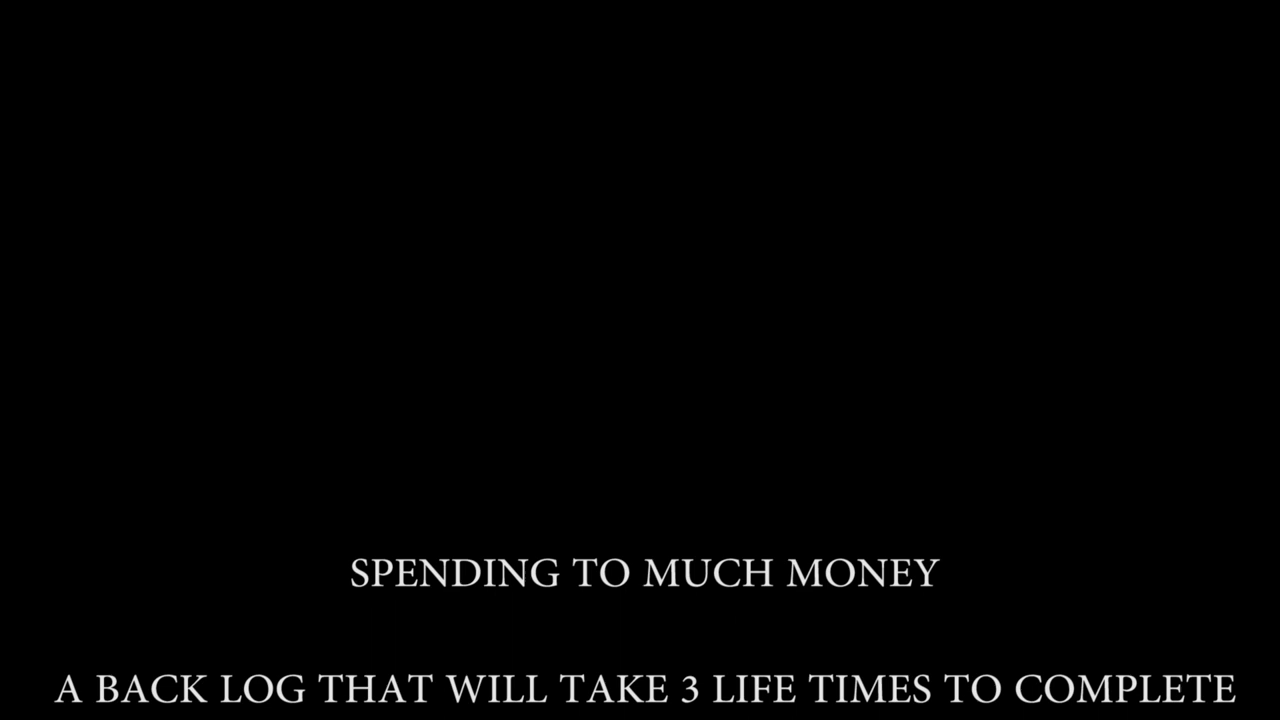 SPENDING TO MUCH MONEY
A BACK LOG THAT WILL TAKE 3 LIFE TIMES TO COMPLETE